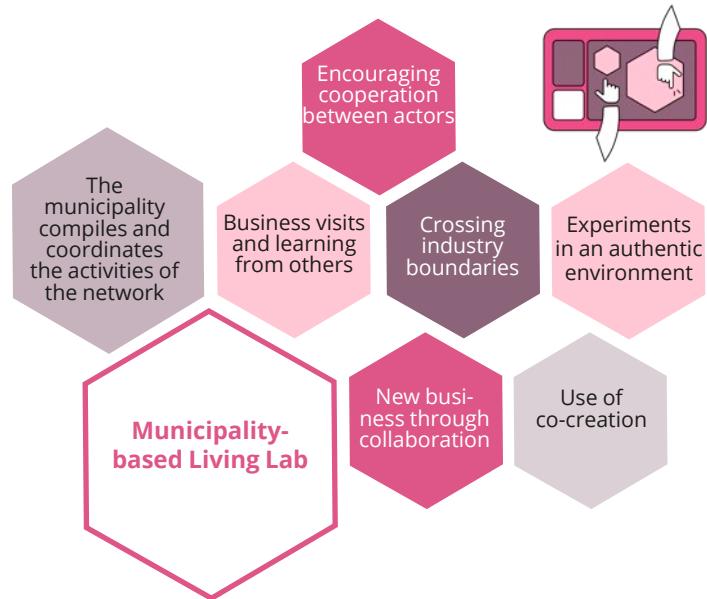 Encouraging
cooperation
between actors
The
municipality
compiles and
coordinates
the activities of
the network
Business visits
and learning
from others
Crossing
industry
boundaries
Experiments
in an authentic
environment
Municipality-
based Living Lab
New busi-
ness through
collaboration
Use of
co-creation